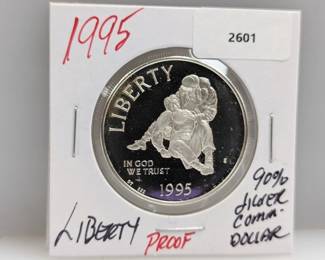 1995
2601
LIBERTY
IN GOD
WE TRUST
1995
LIBERTY
PROOF
90%
SILVER
COMM-
DOLLAR